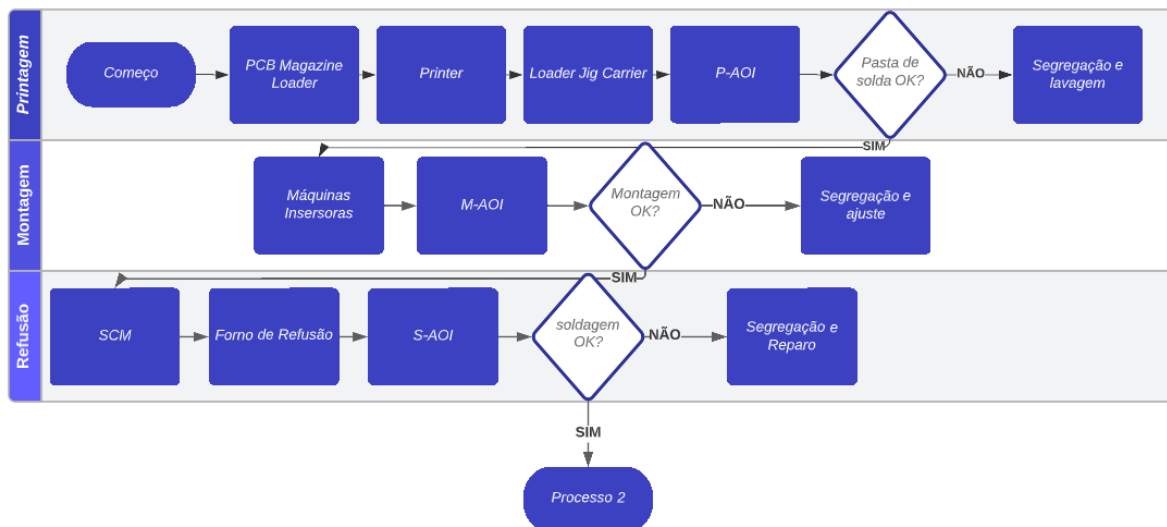 Printagem
Começo
PCB Magazine
Loader
Printer
Loader Jig Carrier
P-AOI
Pasta de
solda OK?
NÃO
Segregação e
lavagem
SIM
Montagem
Máquinas
Insersoras
M-AOI
Montagem
OK?
NÃO
Segregação e
ajuste
SIM
Refusão
SCM
Forno de Refusão
S-AOI
soldagem
OK?
NÃO
Segregação e
Reparo
SIM
Processo 2